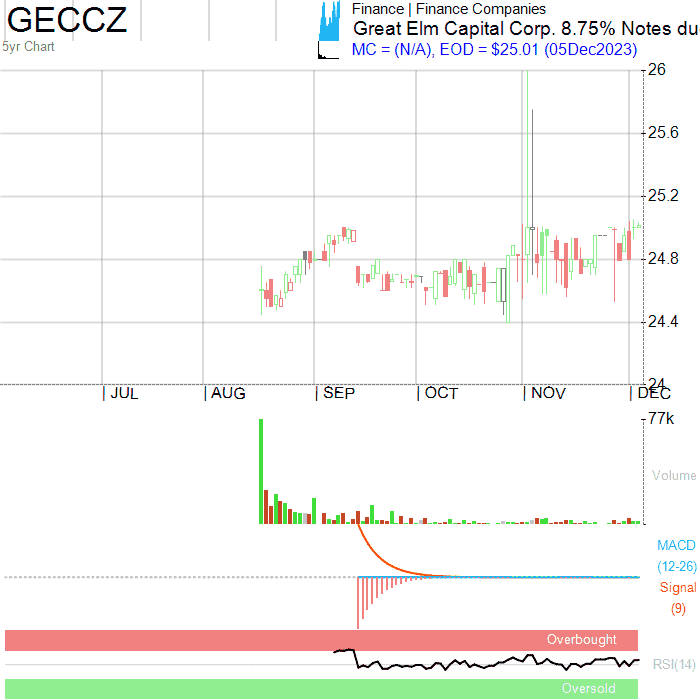 GECCZ
5yr Chart
Finance | Finance Companies
Great Elm Capital Corp. 8.75% Notes du
MC = (N/A), EOD = $25.01 (05Dec2023)
26
25.6
25.2
24.8
24.4
24
JUL AUG SEP OCT NOV DEC
77k
Volume
MACD
(12-26)
Signal
(9)
Overbought
RSI(14)
Oversold